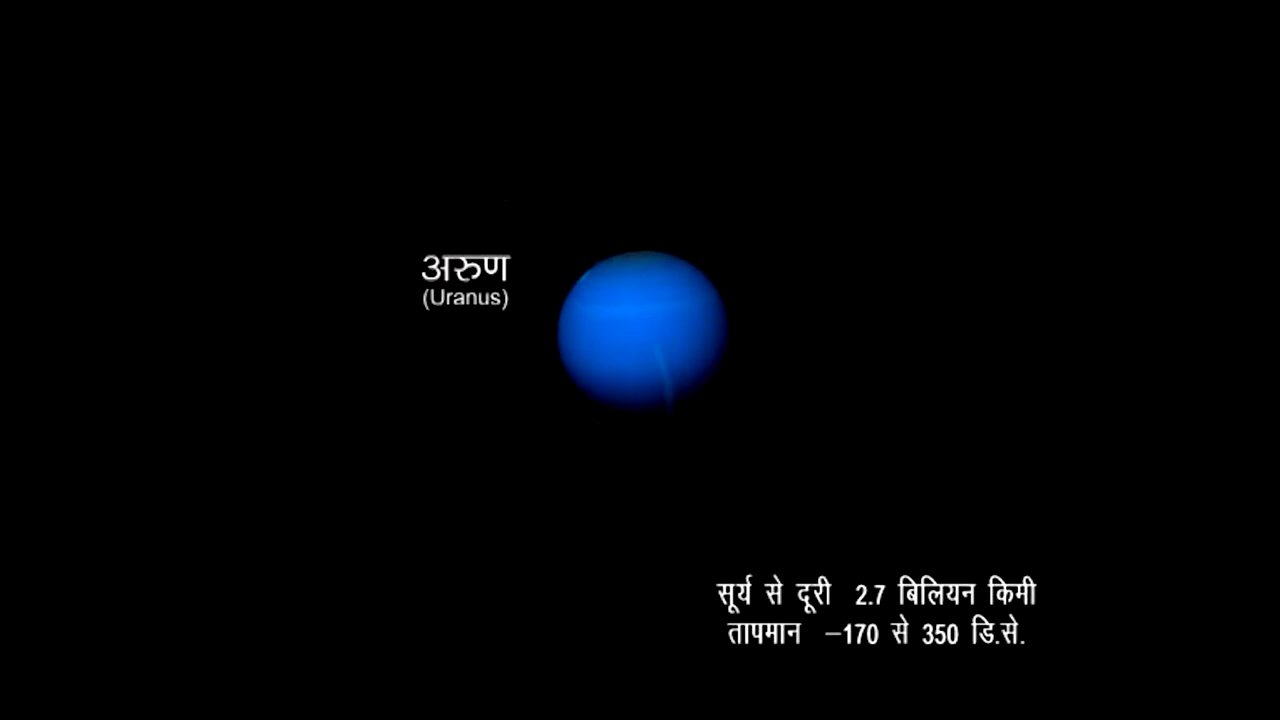 अरुण
(Uranus)
सूर्य से दूरी 2.7 बिलियन किमी
तापमान –170 से 350 डि.से.